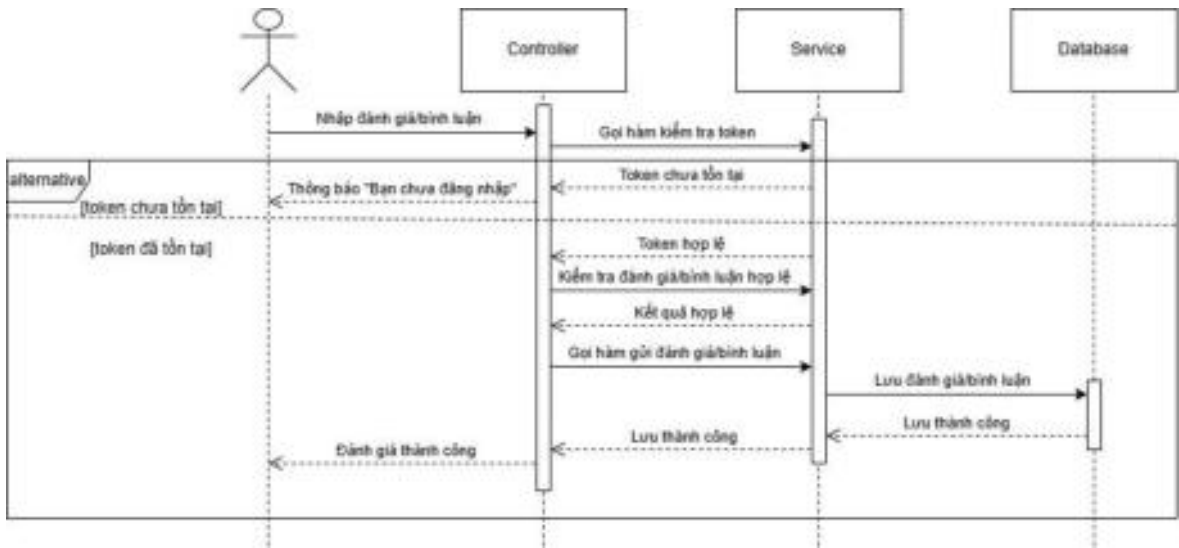 Controller
Service
Database
Nhập đánh giá/bình luận
Gọi hàm kiểm tra token
alternative
Token chưa tồn tại
Thông báo "Bạn chưa đăng nhập"
[token chưa tồn tại]
[token đã tồn tại]
Token hợp lệ
Kiểm tra đánh giá/bình luận hợp lệ
Kết quả hợp lệ
Gọi hàm gửi đánh giá/bình luận
Lưu đánh giá/bình luận
Lưu thành công
Lưu thành công
Đánh giá thành công